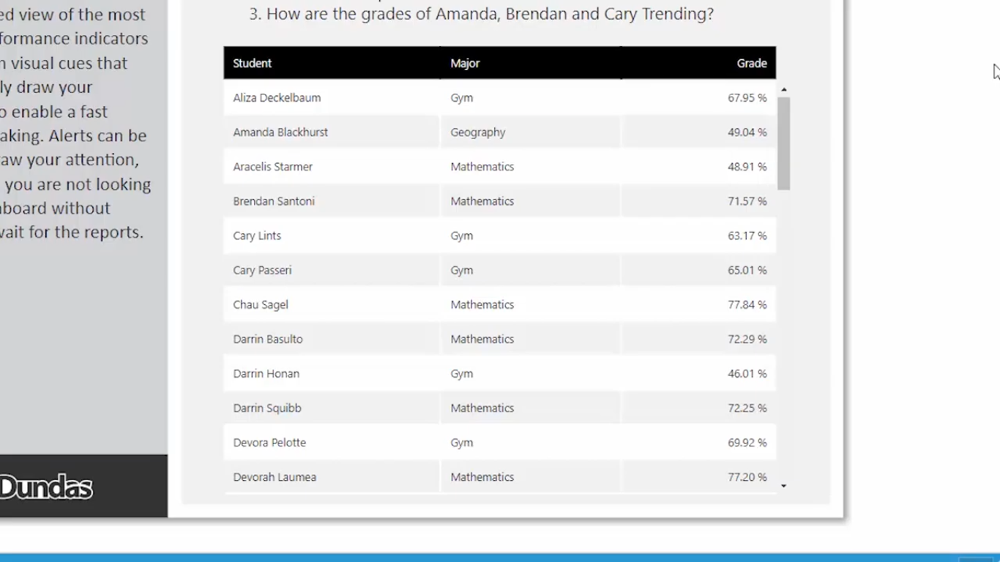 ed view of the most
formance indicators
n visual cues that
ly draw your
o enable a fast
aking. Alerts can be
aw your attention,
you are not looking
board without
wait for the reports.
Dundas
3. How are the grades of Amanda, Brendan and Cary Trending?
Student Major Grade
Aliza Deckelbaum Gym 67.95 %
Amanda Blackhurst Geography 49.04 %
Aracelis Starmer Mathematics 48.91 %
Brendan Santoni Mathematics 71.57 %
Cary Lints Gym 63.17 %
Cary Passeri Gym 65.01 %
Chau Sagel Mathematics 77.84 %
Darrin Basulto Mathematics 72.29 %
Darrin Honan Gym 46.01 %
Darrin Squibb Mathematics 72.25 %
Devora Pelotte Gym 69.92 %
Devorah Laumea Mathematics 77.20 %